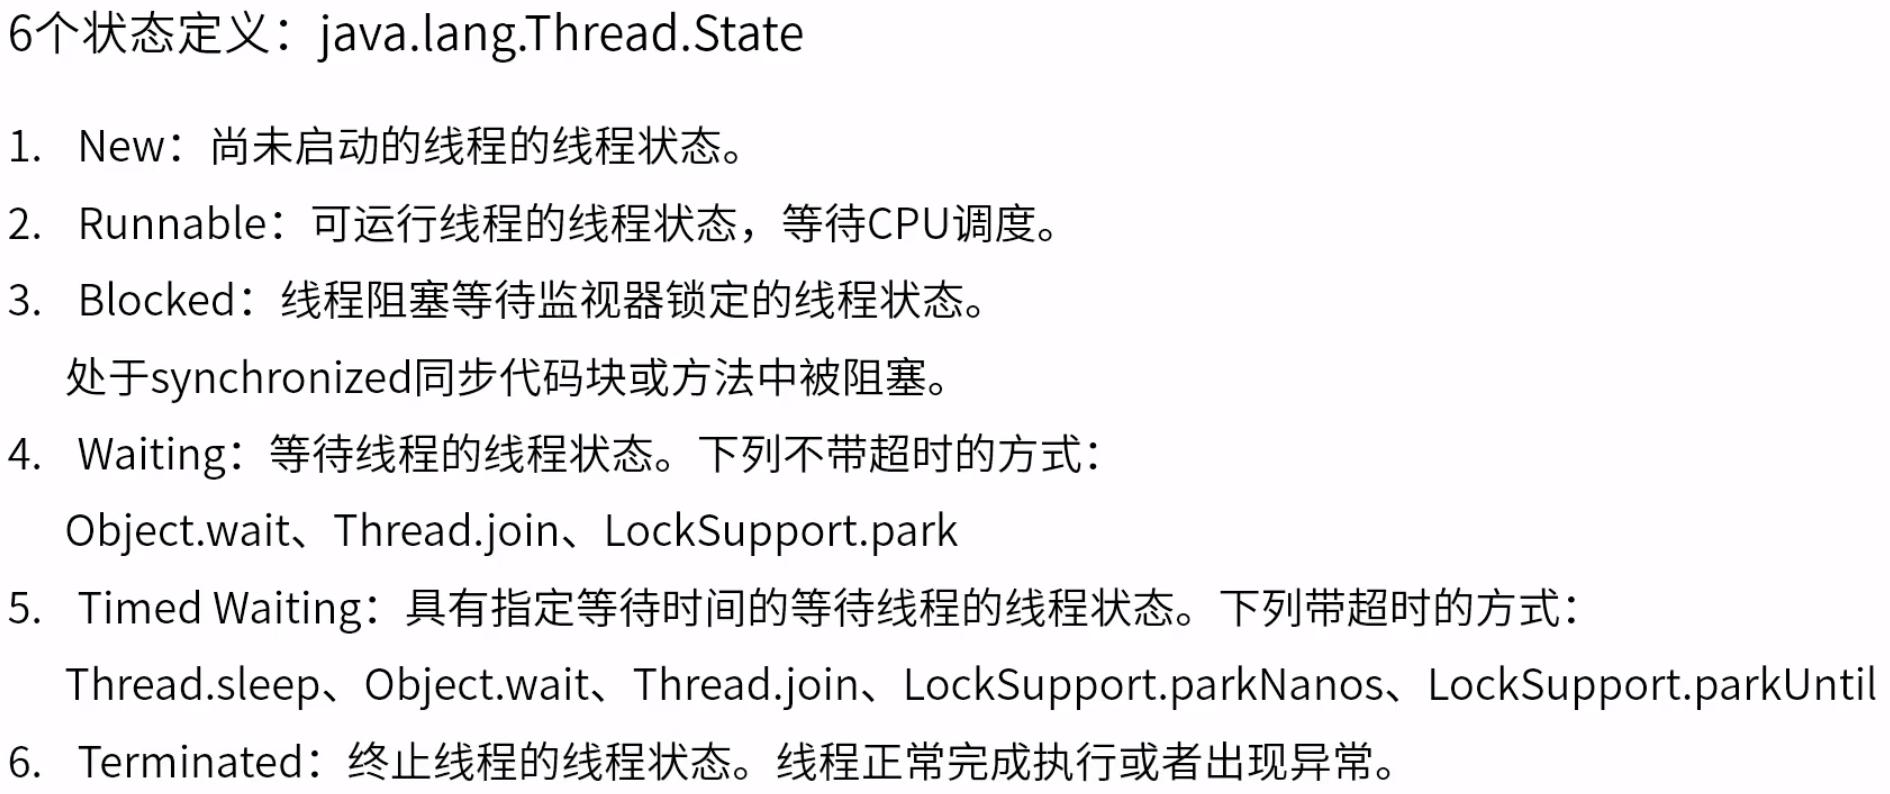 6个状态定义：java.lang.Thread.State
1. New：尚未启动的线程的线程状态。
2. Runnable：可运行线程的线程状态，等待CPU调度。
3. Blocked：线程阻塞等待监视器锁定的线程状态。
处于synchronized同步代码块或方法中被阻塞。
4. Waiting：等待线程的线程状态。下列不带超时的方式：
Object.wait、Thread.join、LockSupport.park
5. Timed Waiting：具有指定等待时间的等待线程的线程状态。下列带超时的方式：
Thread.sleep、Object.wait、Thread.join、LockSupport.parkNanos、LockSupport.parkUntil
6. Terminated：终止线程的线程状态。线程正常完成执行或者出现异常。